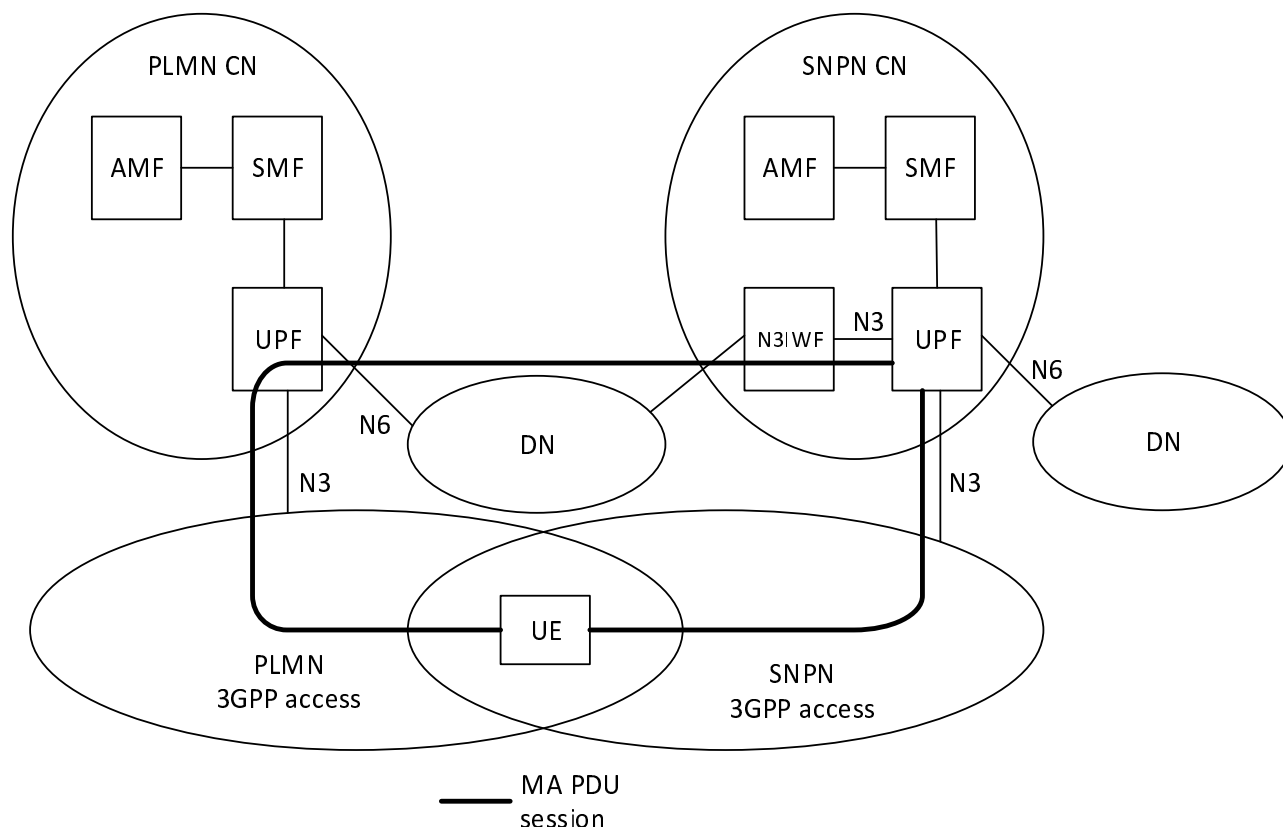 PLMN CN
SNPN CN
AMF
SMF
AMF
SMF
UPF
N3IWF
N3
UPF
N6
N6
DN
DN
N3
N3
UE
PLMN
3GPP access
SNPN
3GPP access
MA PDU
session